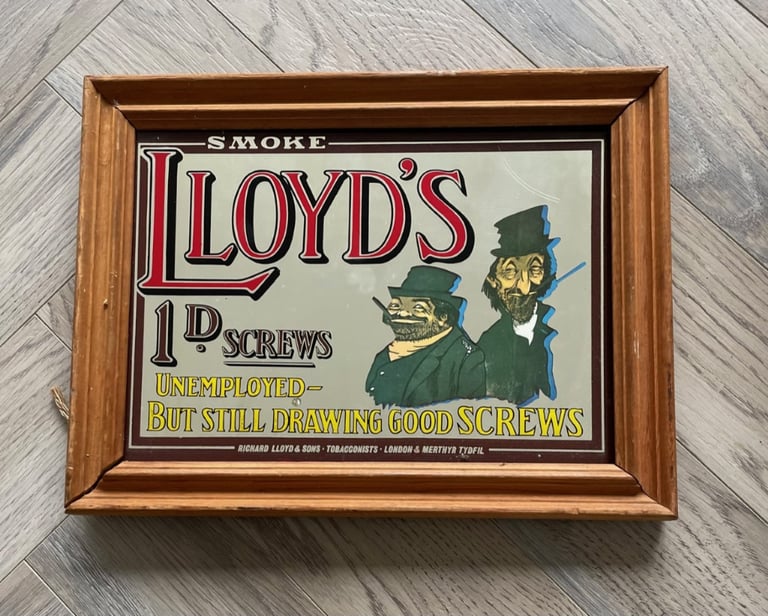 SMOKE
LLOYD'S
1D. SCREWS
UNEMPLOYED–
BUT STILL DRAWING GOOD SCREWS
RICHARD LLOYD & SONS · TOBACCONISTS · LONDON & MERTHYR TYDFIL